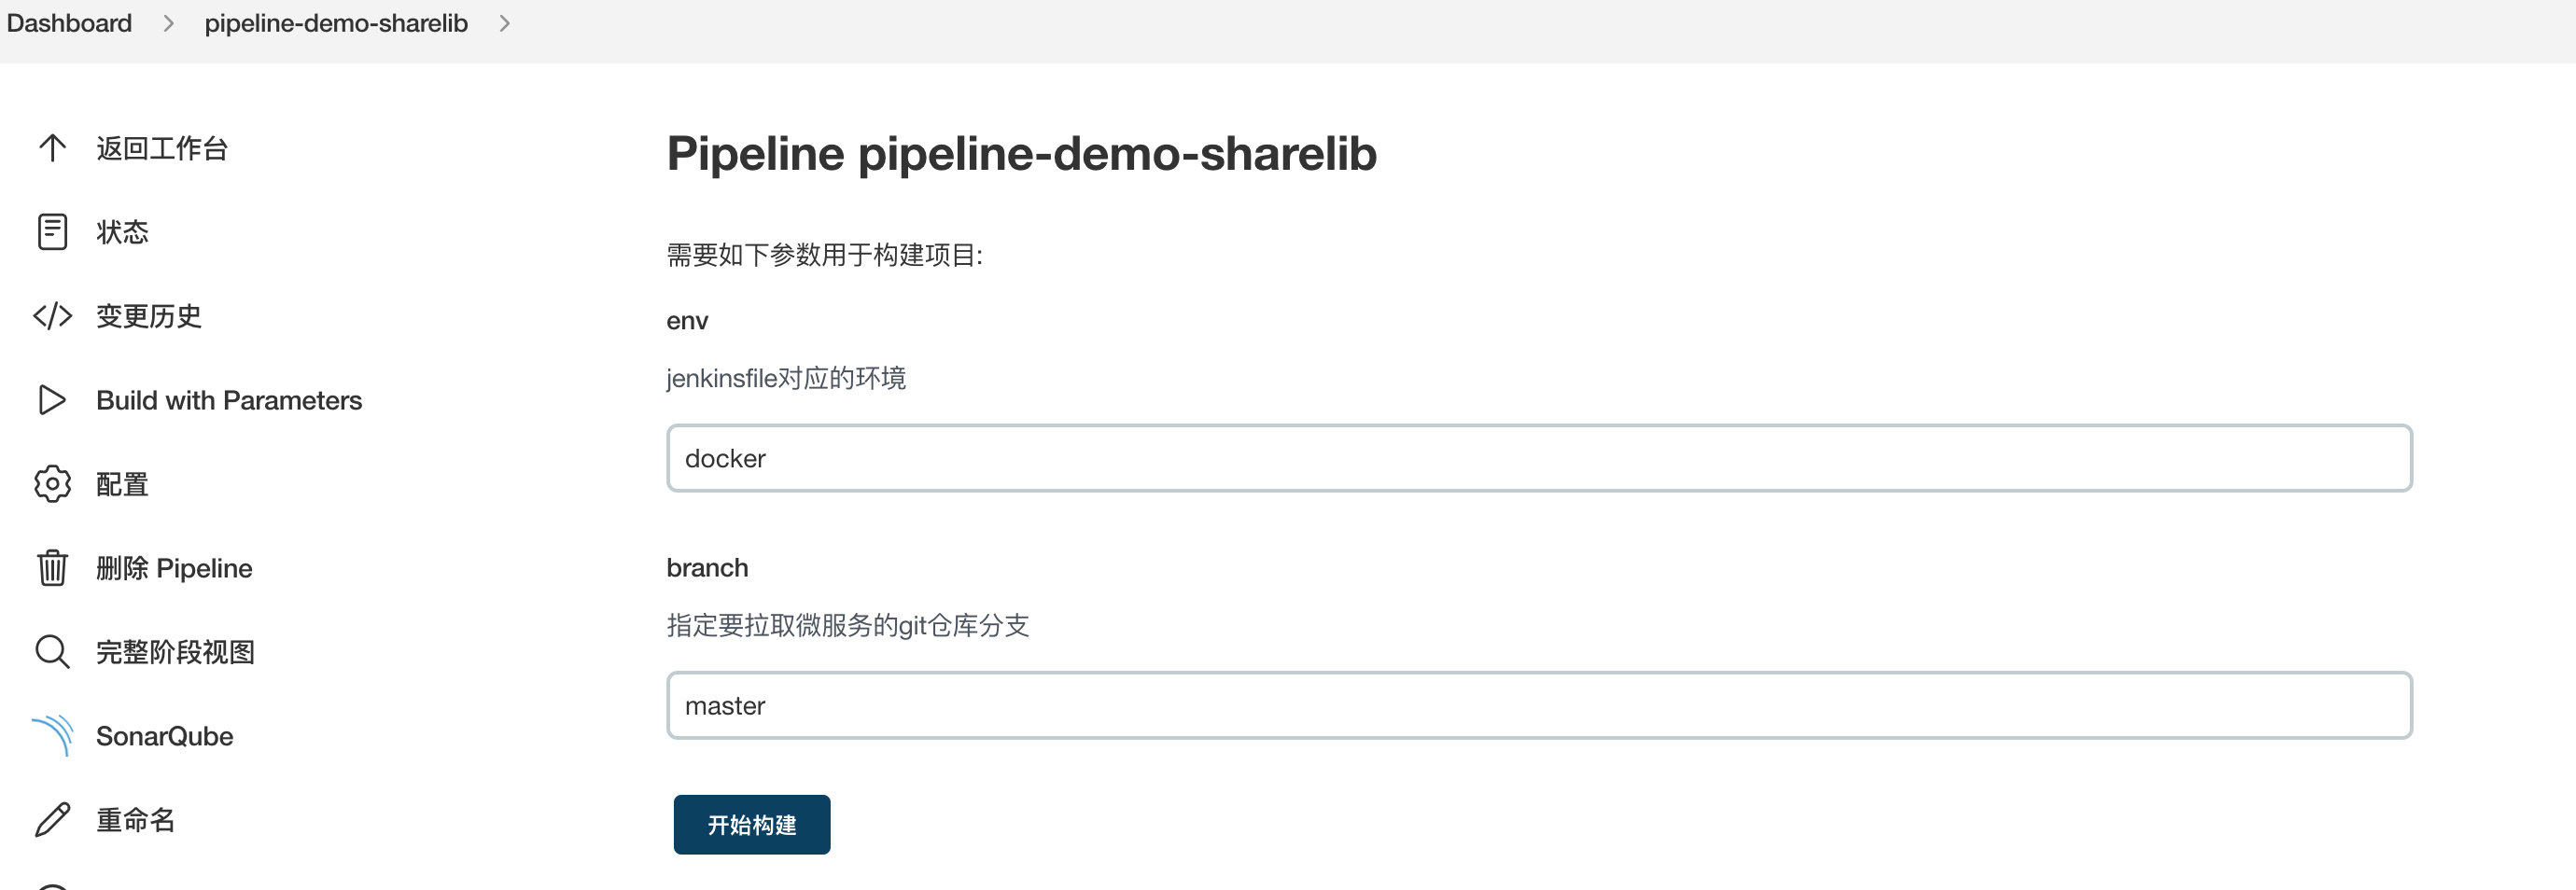 Dashboard
pipeline-demo-sharelib
返回工作台
状态
变更历史
Build with Parameters
配置
删除 Pipeline
完整阶段视图
SonarQube
重命名
Pipeline pipeline-demo-sharelib
需要如下参数用于构建项目:
env
jenkinsfile对应的环境
docker
branch
指定要拉取微服务的git仓库分支
master
开始构建